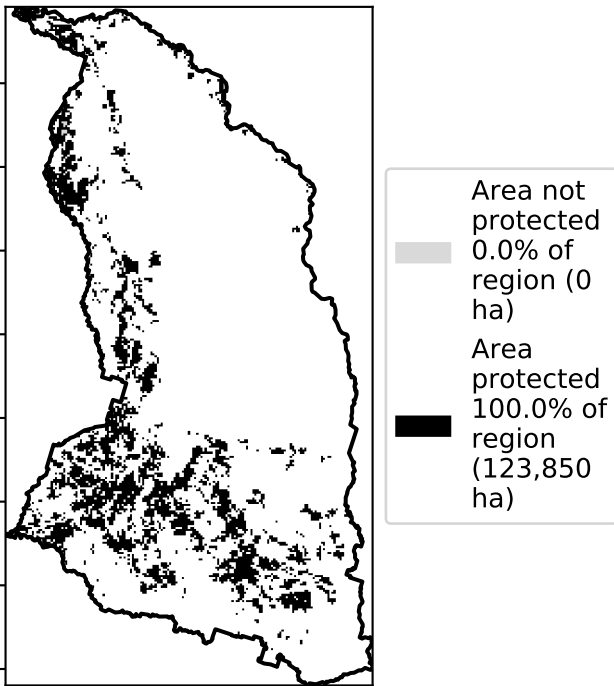 Area not
protected
0.0% of
region (0
ha)
Area
protected
100.0% of
region
(123,850
ha)